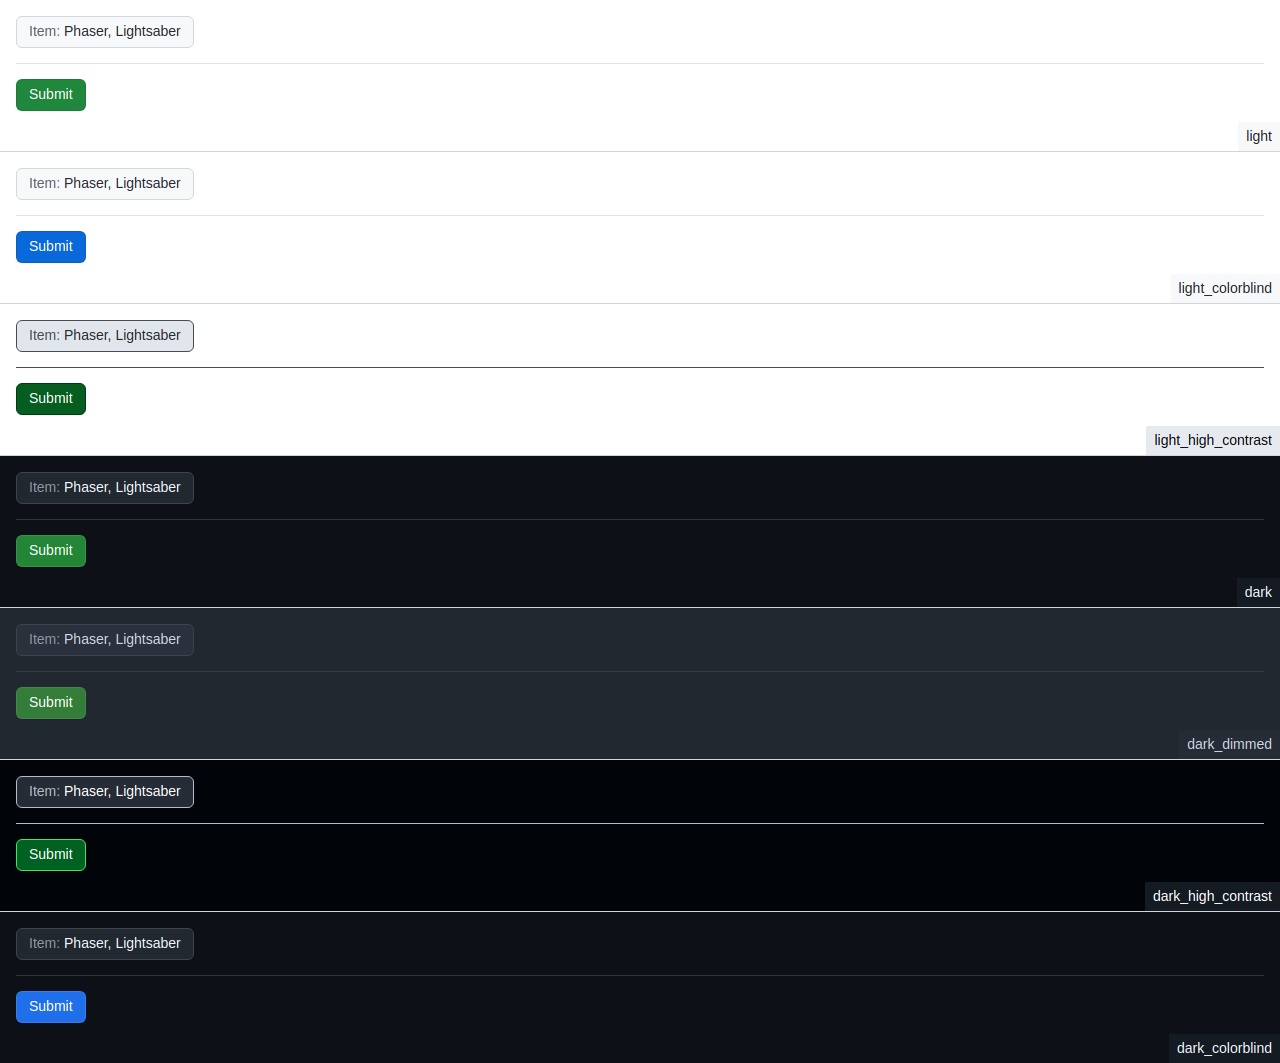 Item: Phaser, Lightsaber
Submit
light
Item: Phaser, Lightsaber
Submit
light_colorblind
Item: Phaser, Lightsaber
Submit
light_high_contrast
Item: Phaser, Lightsaber
Submit
dark
Item: Phaser, Lightsaber
Submit
dark_dimmed
Item: Phaser, Lightsaber
Submit
dark_high_contrast
Item: Phaser, Lightsaber
Submit
dark_colorblind